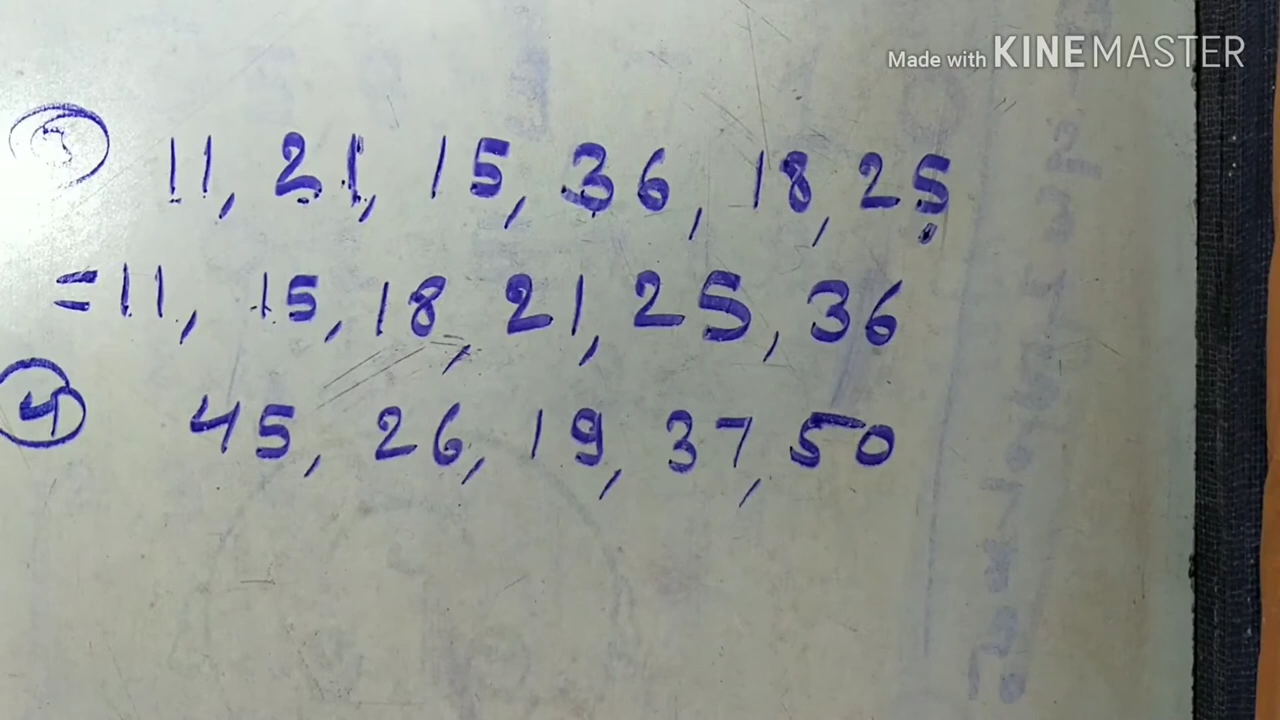 Made with KINEMASTER
11, 21, 15, 36, 18, 25
=11, 15, 18, 21, 25, 36
4 45, 26, 19, 37, 50